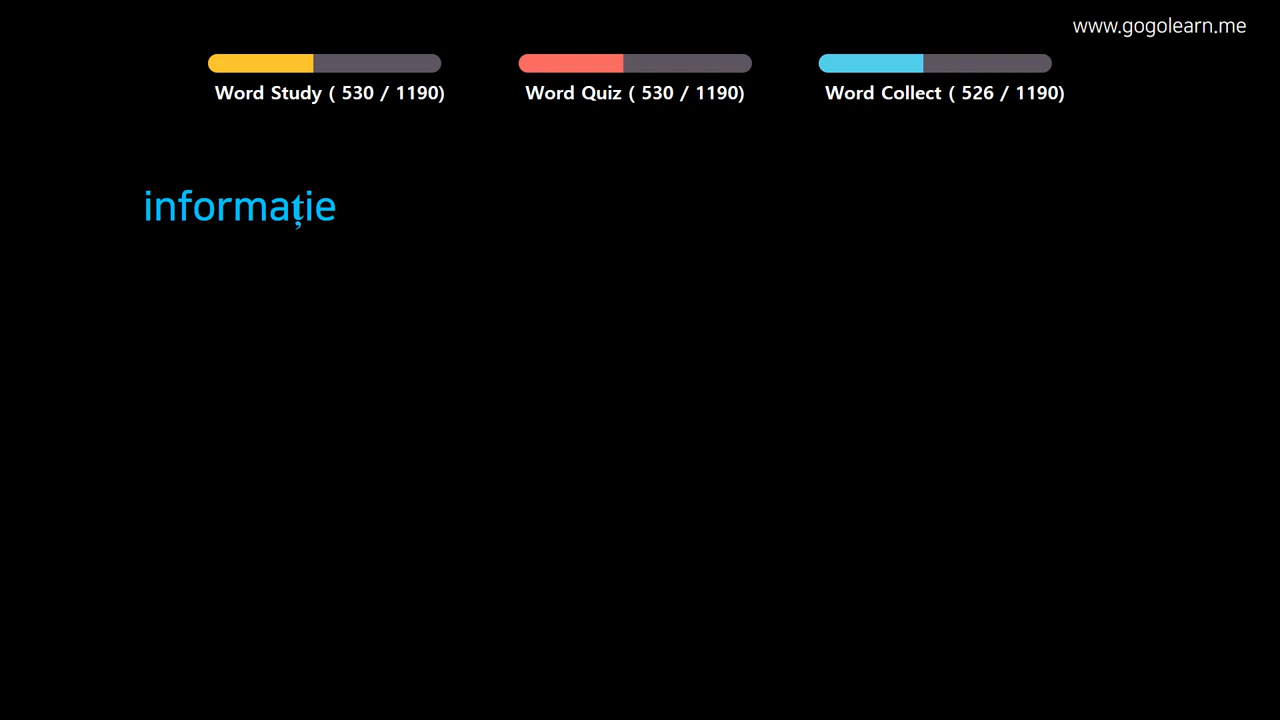 www.gogolearn.me
Word Study ( 530 / 1190)
Word Quiz ( 530 / 1190)
Word Collect ( 526 / 1190)
informație